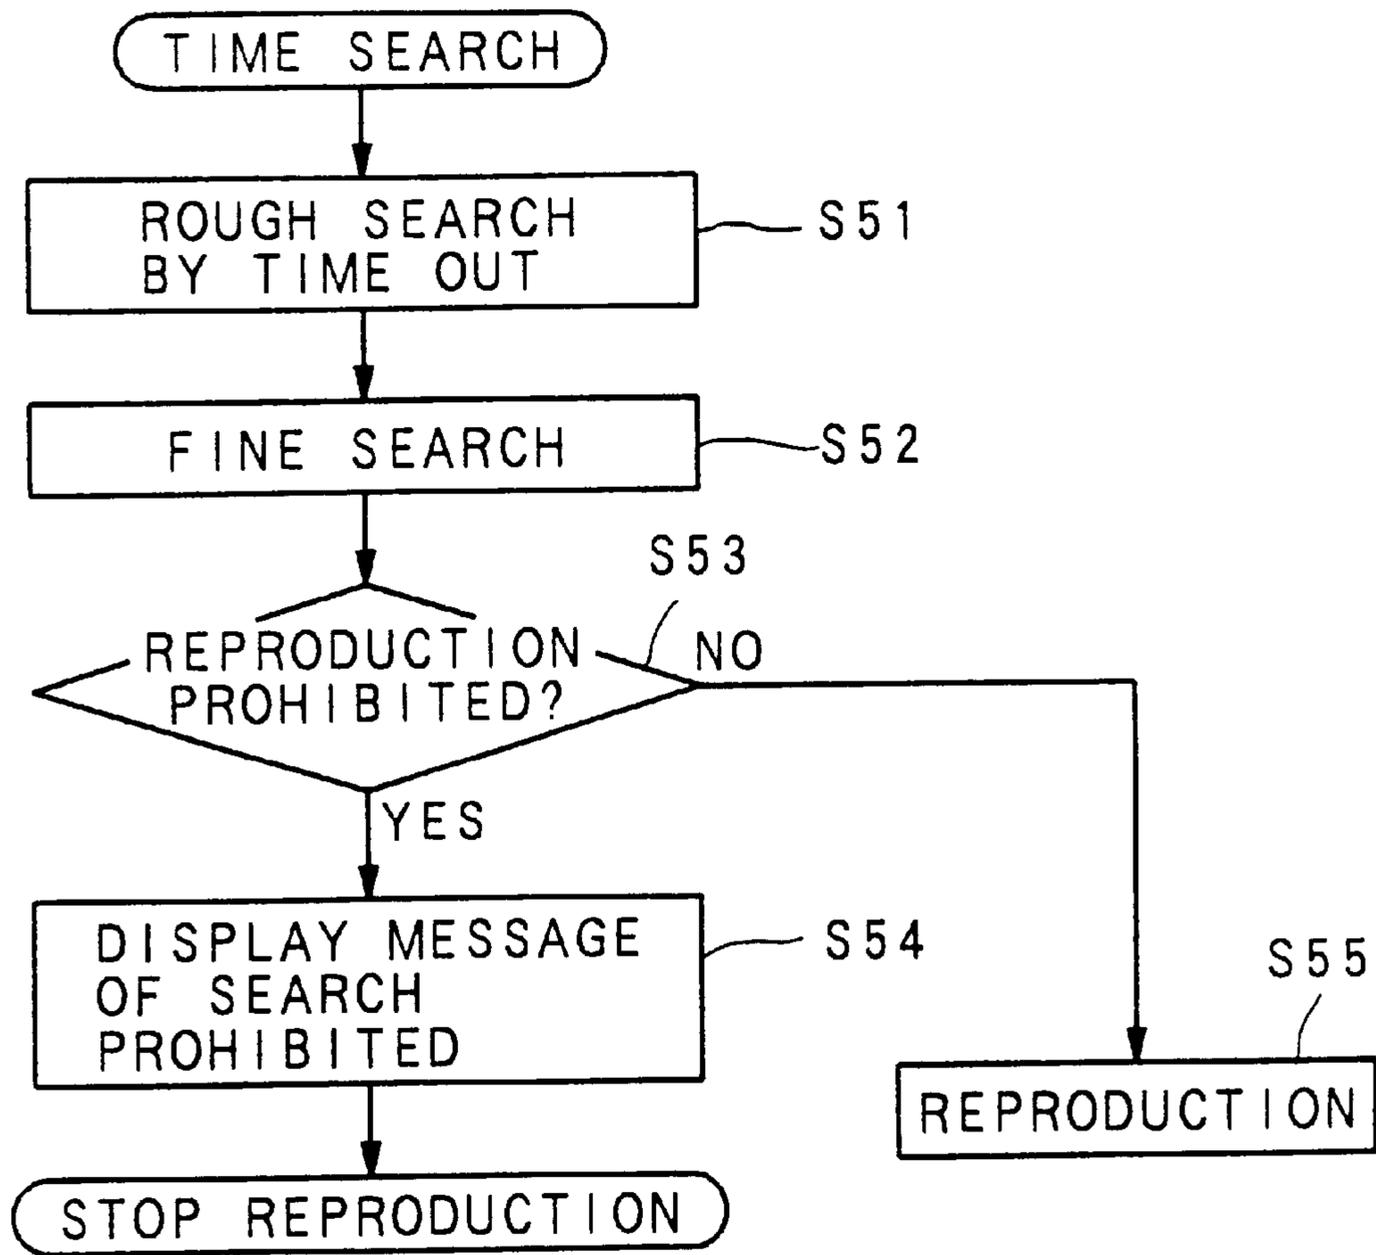 TIME SEARCH
ROUGH SEARCH
BY TIME OUT
S51
FINE SEARCH
S52
S53
REPRODUCTION
PROHIBITED?
NO
YES
DISPLAY MESSAGE
OF SEARCH
PROHIBITED
S54
S55
REPRODUCTION
STOP REPRODUCTION